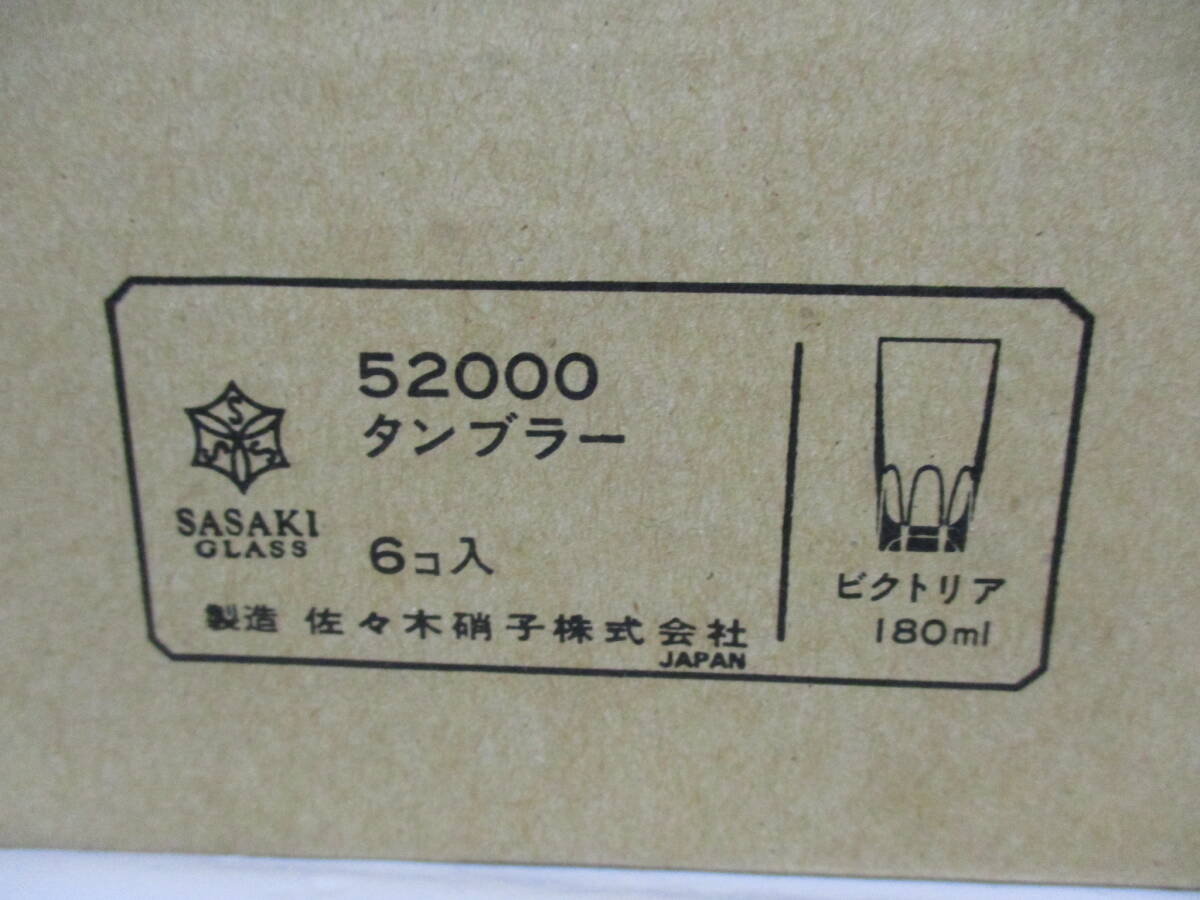 52000
タンブラー
S S S
SASAKI
GLASS
6コ入
製造 佐々木硝子株式会社
JAPAN
ビクトリア
180ml